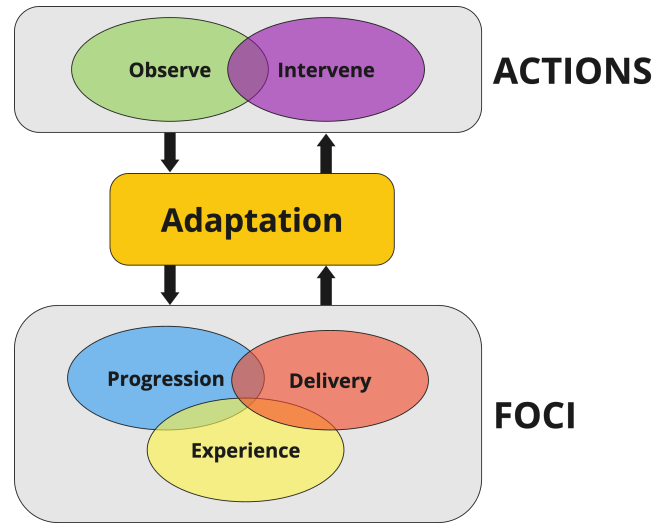 Observe
Intervene
ACTIONS
Adaptation
Progression
Delivery
Experience
FOCI